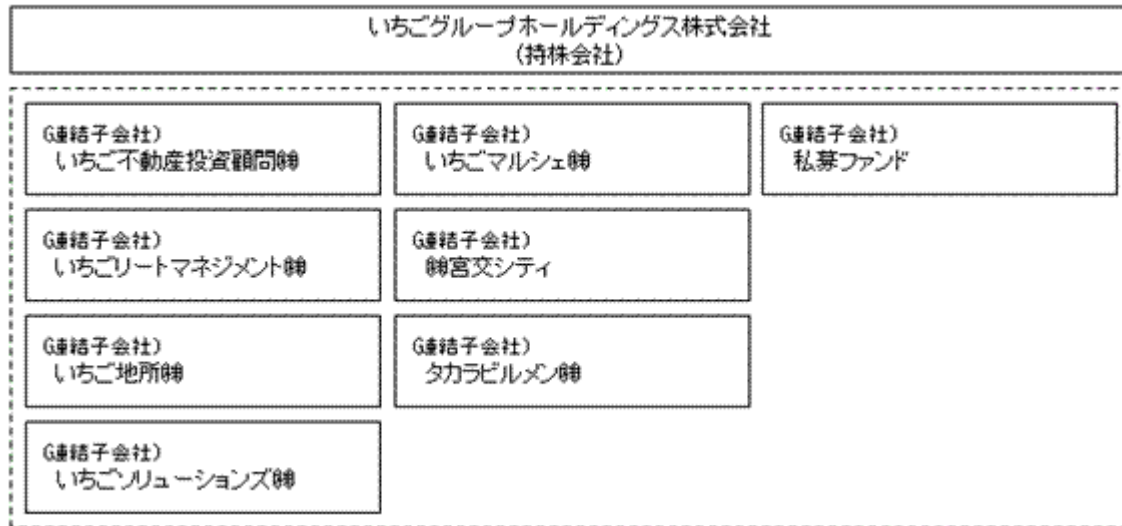 いちごグループホールディングス株式会社
(持株会社)
(連結子会社)
いちご不動産投資顧問㈱
(連結子会社)
いちごリートマネジメント㈱
(連結子会社)
いちご地所㈱
(連結子会社)
いちごソリューションズ㈱
(連結子会社)
いちごマルシェ㈱
(連結子会社)
㈱宮交シティ
(連結子会社)
タカラビルメン㈱
(連結子会社)
私募ファンド